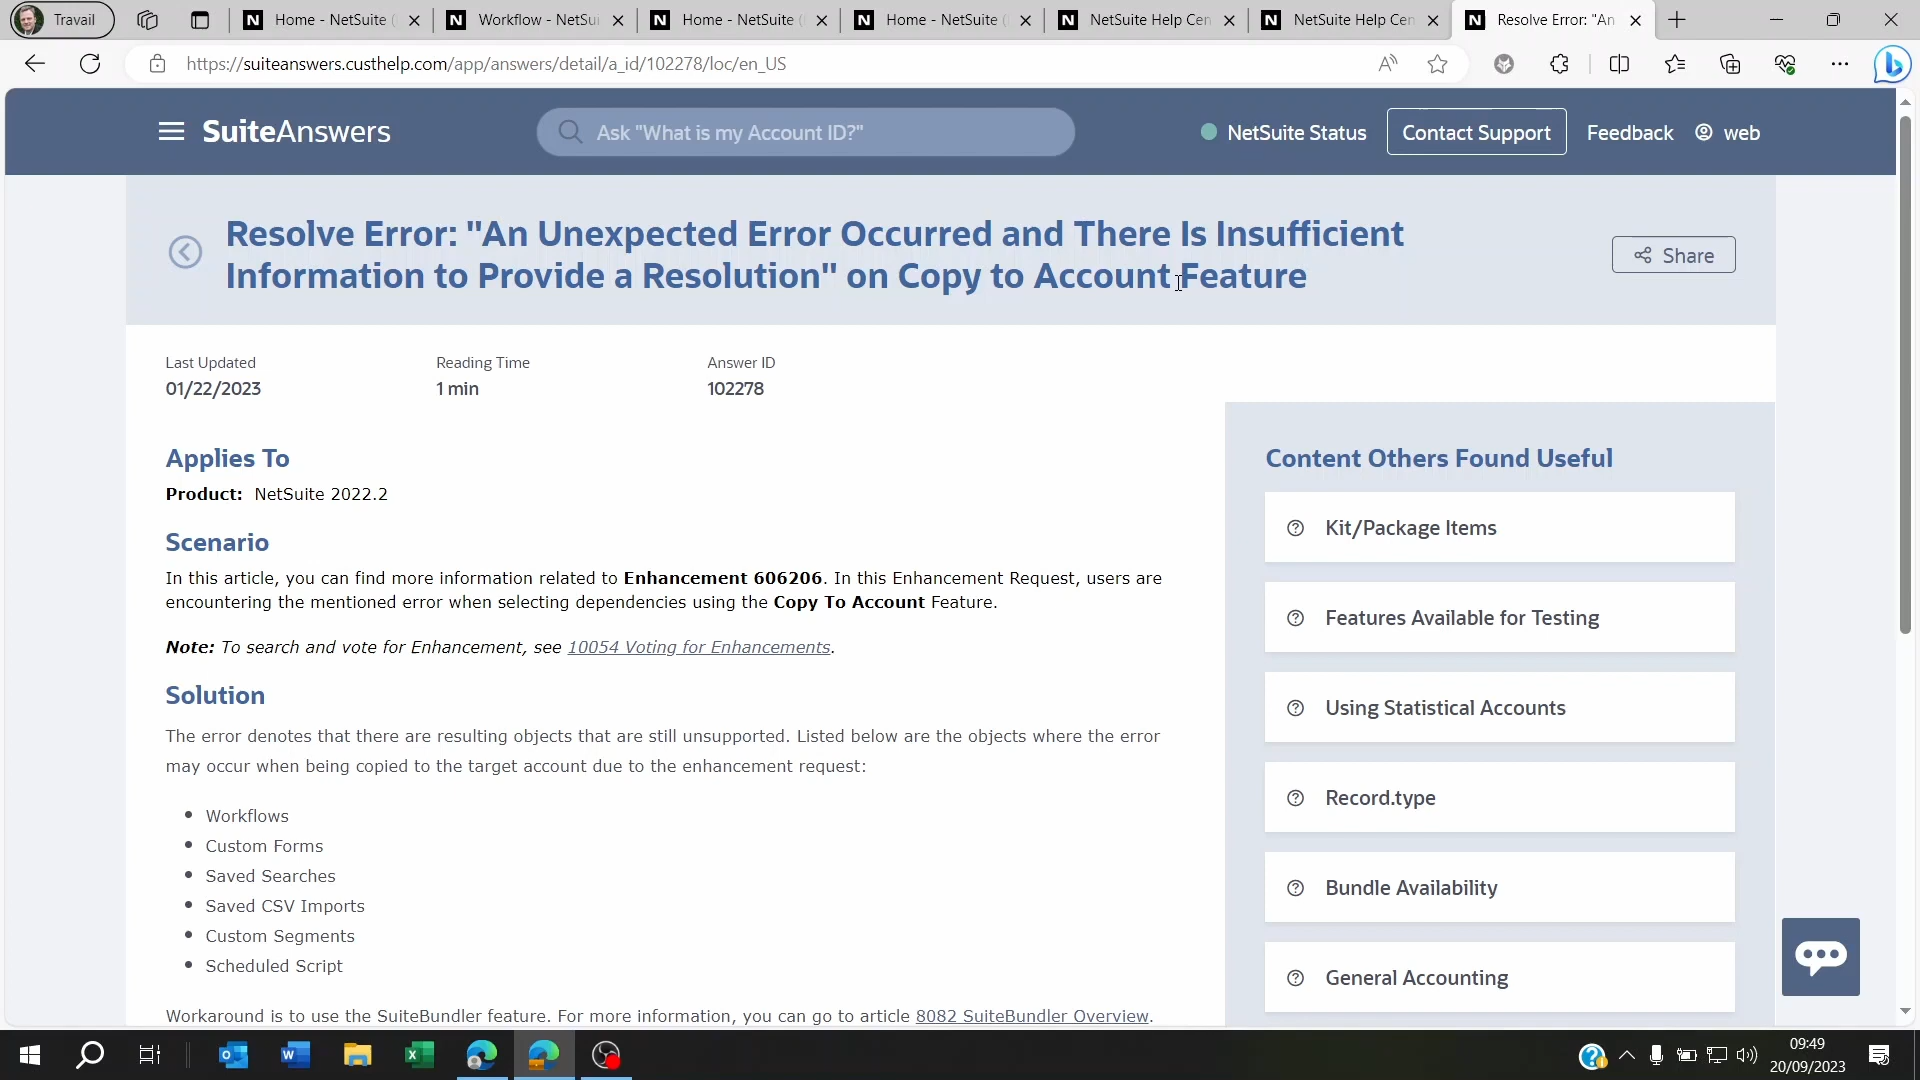 Travail
Home - NetSuite (
Workflow - NetSui
Home - NetSuite (
Home - NetSuite (
NetSuite Help Cen
NetSuite Help Cen
Resolve Error: "An
https://suiteanswers.custhelp.com/app/answers/detail/a_id/102278/loc/en_US
SuiteAnswers
Ask "What is my Account ID?"
NetSuite Status
Contact Support
Feedback
web
Resolve Error: "An Unexpected Error Occurred and There Is Insufficient
Information to Provide a Resolution" on Copy to Account Feature
Share
Last Updated
01/22/2023
Reading Time
1 min
Answer ID
102278
Applies To
Product: NetSuite 2022.2
Scenario
In this article, you can find more information related to Enhancement 606206. In this Enhancement Request, users are
encountering the mentioned error when selecting dependencies using the Copy To Account Feature.
Note: To search and vote for Enhancement, see 10054 Voting for Enhancements.
Solution
The error denotes that there are resulting objects that are still unsupported. Listed below are the objects where the error
may occur when being copied to the target account due to the enhancement request:
Workflows
Custom Forms
Saved Searches
Saved CSV Imports
Custom Segments
Scheduled Script
Workaround is to use the SuiteBundler feature. For more information, you can go to article 8082 SuiteBundler Overview.
Content Others Found Useful
Kit/Package Items
Features Available for Testing
Using Statistical Accounts
Record.type
Bundle Availability
General Accounting
09:49
20/09/2023